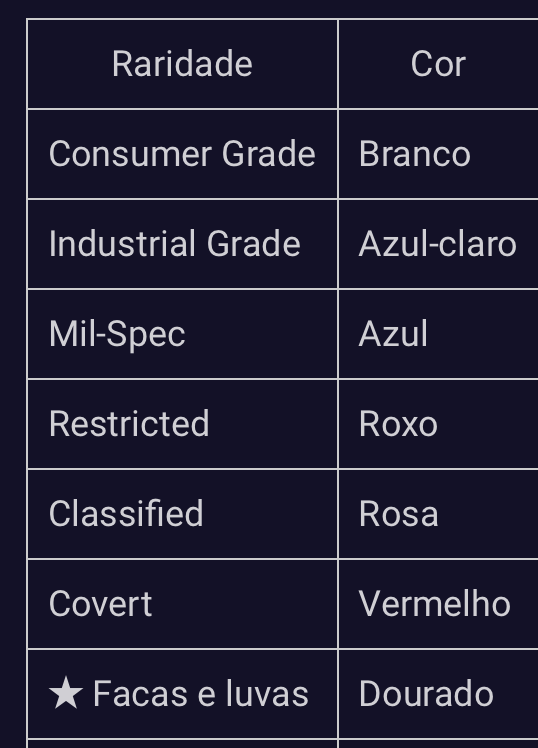 Raridade Cor
Consumer Grade Branco
Industrial Grade Azul-claro
Mil-Spec Azul
Restricted Roxo
Classified Rosa
Covert Vermelho
★ Facas e luvas Dourado